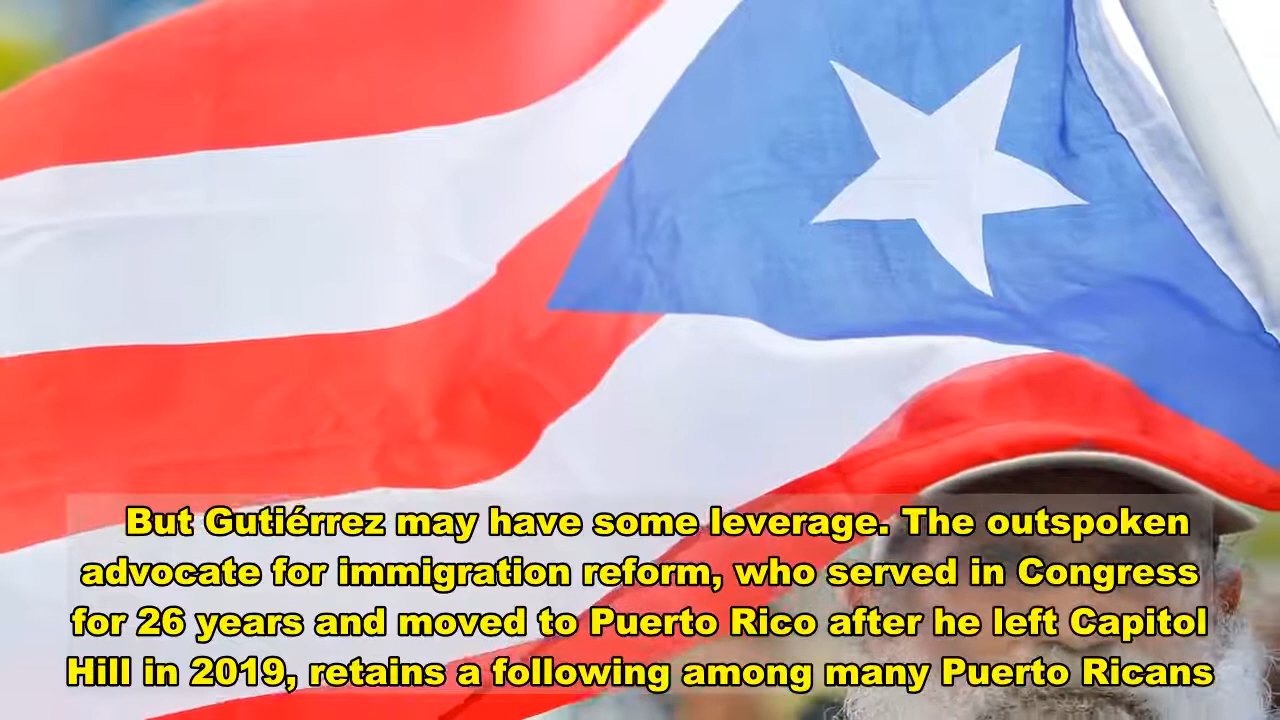 But Gutiérrez may have some leverage. The outspoken
advocate for immigration reform, who served in Congress
for 26 years and moved to Puerto Rico after he left Capitol
Hill in 2019, retains a following among many Puerto Ricans